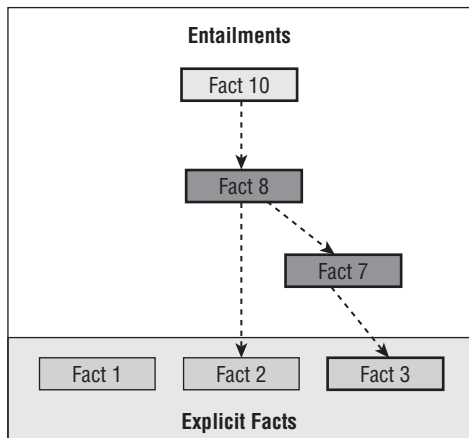 Entailments
Fact 10
Fact 8
Fact 7
Fact 1
Fact 2
Fact 3
Explicit Facts